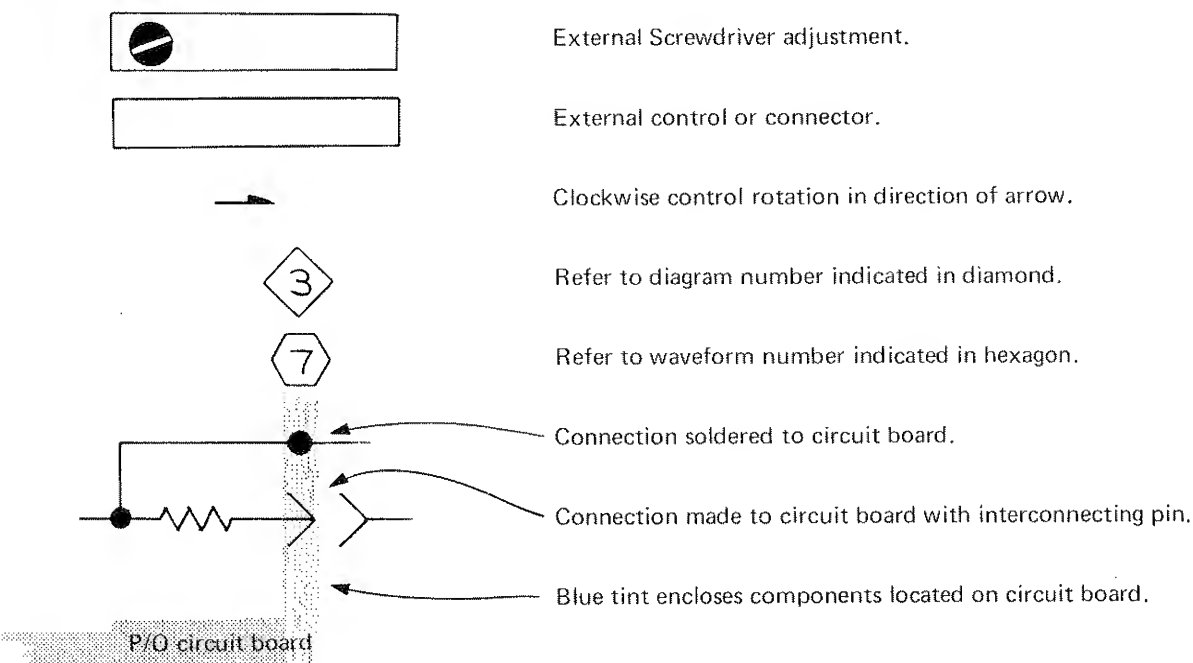 External Screwdriver adjustment.
External control or connector.
Clockwise control rotation in direction of arrow.
3
Refer to diagram number indicated in diamond.
7
Refer to waveform number indicated in hexagon.
Connection soldered to circuit board.
Connection made to circuit board with interconnecting pin.
Blue tint encloses components located on circuit board.
P/O circuit board